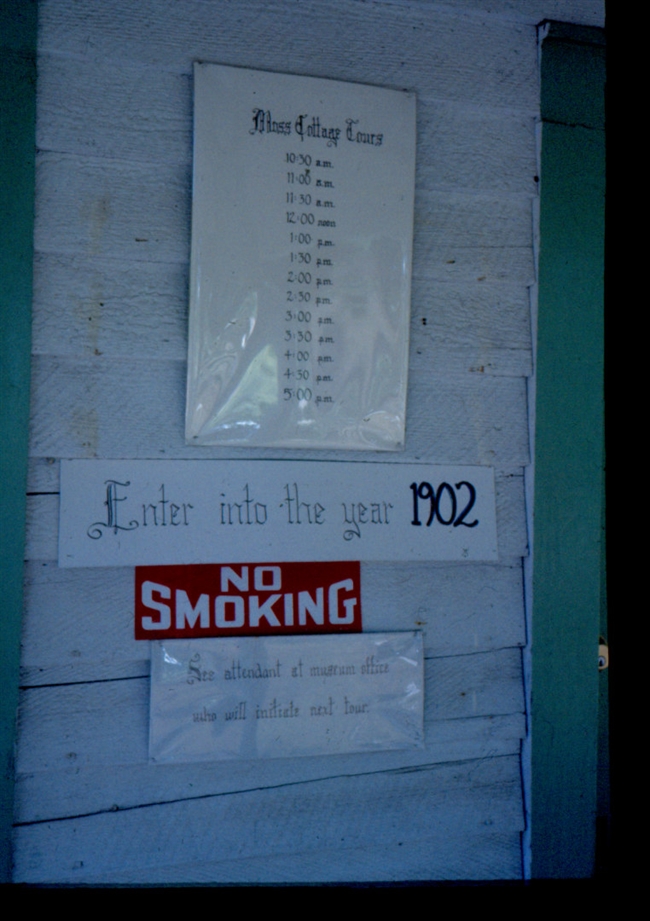 Moss Cottage Tours
10:30 a.m.
11:00 a.m.
11:30 a.m.
12:00 noon
1:00 p.m.
1:30 p.m.
2:00 p.m.
2:30 p.m.
3:00 p.m.
3:30 p.m.
4:00 p.m.
4:30 p.m.
5:00 p.m.
Enter into the year 1902
NO
SMOKING
See attendant at museum office
who will initiate next tour.